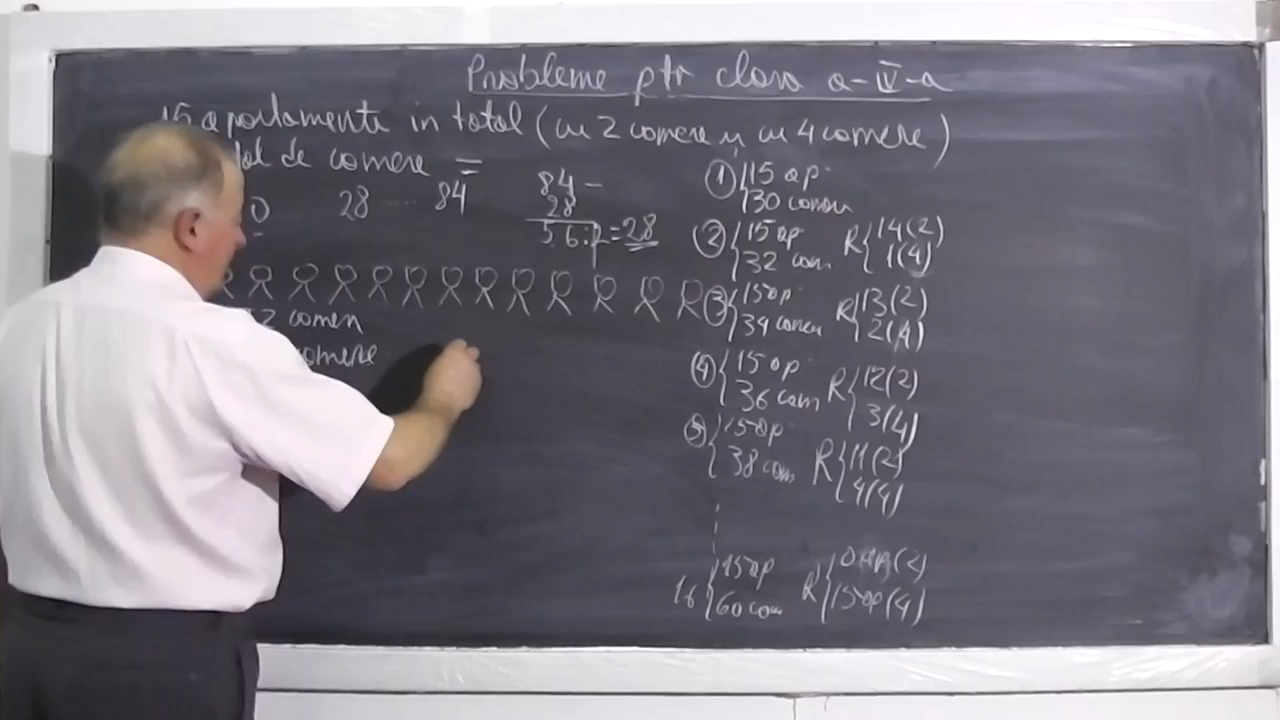 Probleme ptr clasa a-IV-a
15 apartamente in total (cu 2 camere și cu 4 camere)
de camere =
0 28 .... 84
84 -
28
56:2=28
2 camere
camere
① 15 ap
30 camere
② 15 ap
32 cam R 14(2)
1(4)
③ 15 ap
34 camere R 13(2)
2(4)
④ 15 ap
36 cam R 12(2)
3(4)
⑤ 15 ap
38 cam R 11(2)
4(4)
16 15 ap
60 cam R 0 ap(2)
15 ap(4)